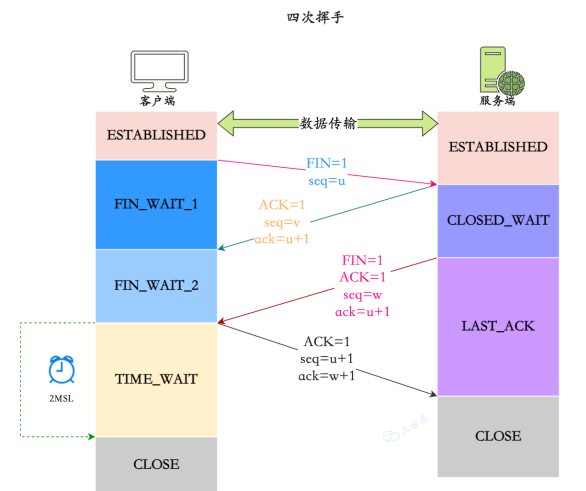 四次挥手
客户端
服务端
ESTABLISHED
数据传输
ESTABLISHED
FIN=1
seq=u
FIN_WAIT_1
ACK=1
seq=v
ack=u+1
CLOSED_WAIT
FIN=1
ACK=1
seq=w
ack=u+1
FIN_WAIT_2
LAST_ACK
ACK=1
seq=u+1
ack=w+1
TIME_WAIT
2MSL
CLOSE
CLOSE